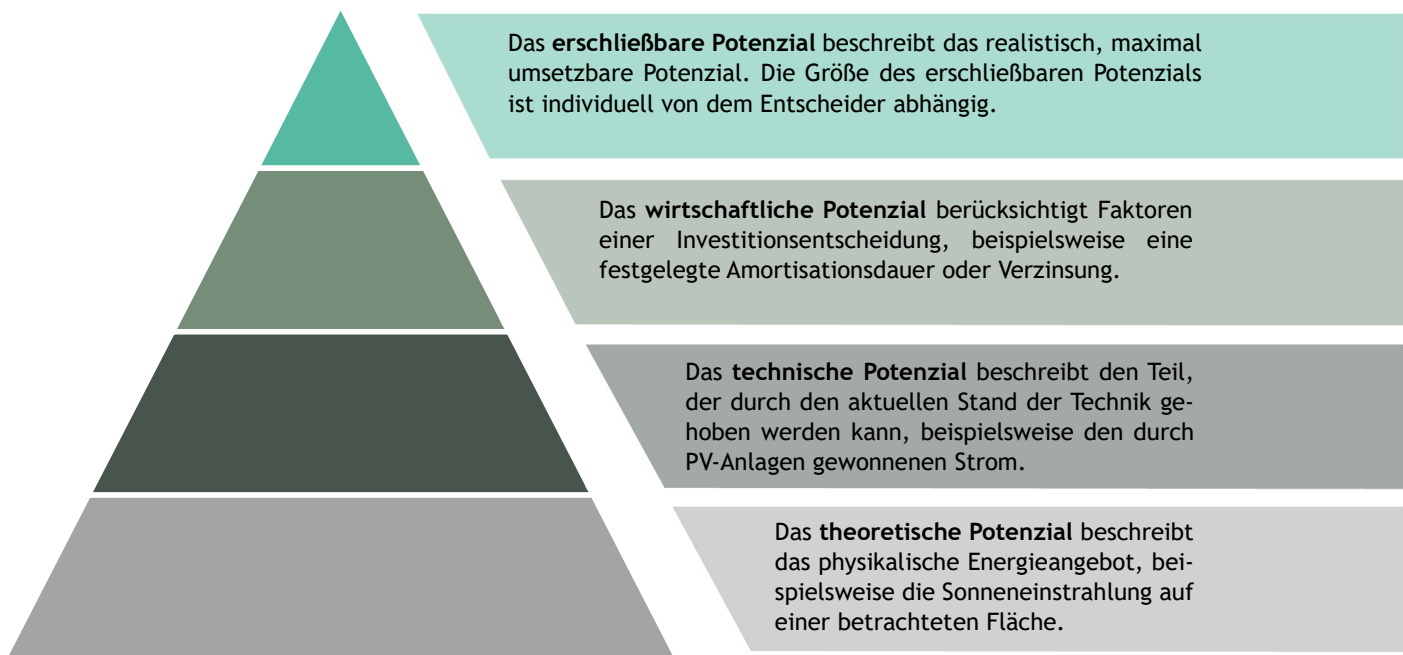 Das erschließbare Potenzial beschreibt das realistisch, maximal
umsetzbare Potenzial. Die Größe des erschließbaren Potenzials
ist individuell von dem Entscheider abhängig.
Das wirtschaftliche Potenzial berücksichtigt Faktoren
einer Investitionsentscheidung, beispielsweise eine
festgelegte Amortisationsdauer oder Verzinsung.
Das technische Potenzial beschreibt den Teil,
der durch den aktuellen Stand der Technik ge-
hoben werden kann, beispielsweise den durch
PV-Anlagen gewonnenen Strom.
Das theoretische Potenzial beschreibt
das physikalische Energieangebot, bei-
spielsweise die Sonneneinstrahlung auf
einer betrachteten Fläche.